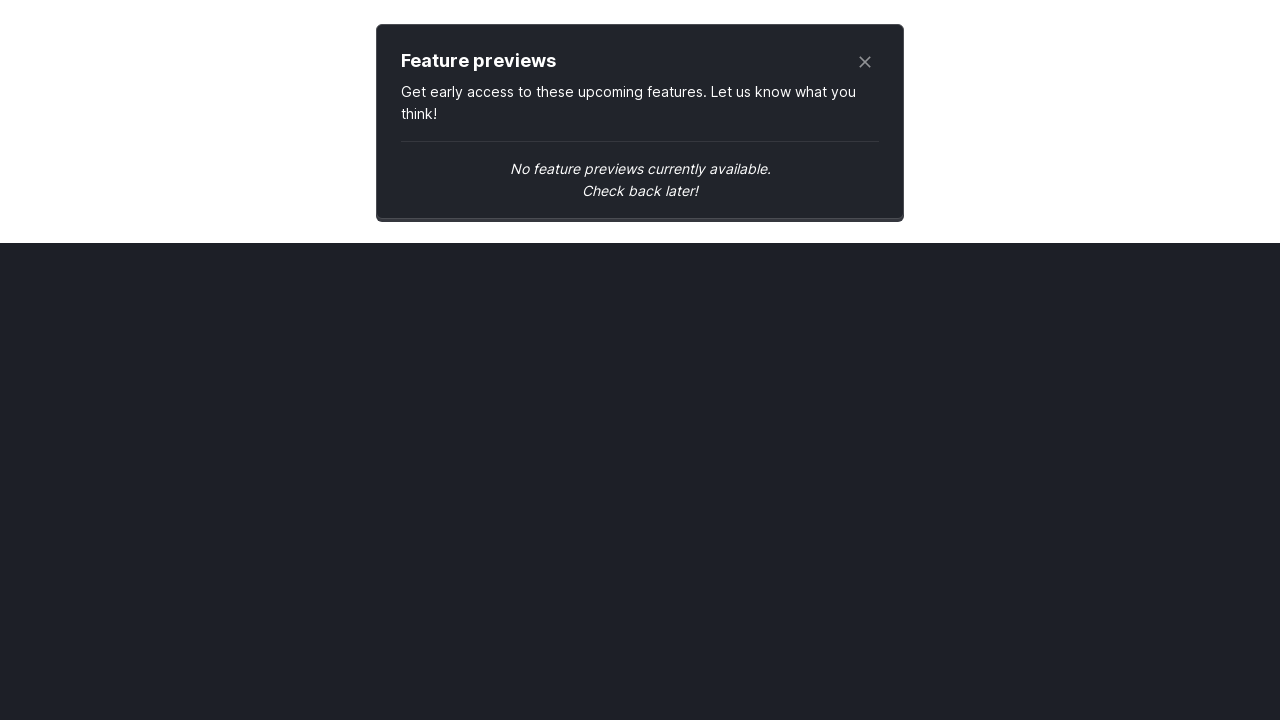 Feature previews
Get early access to these upcoming features. Let us know what you
think!
No feature previews currently available.
Check back later!